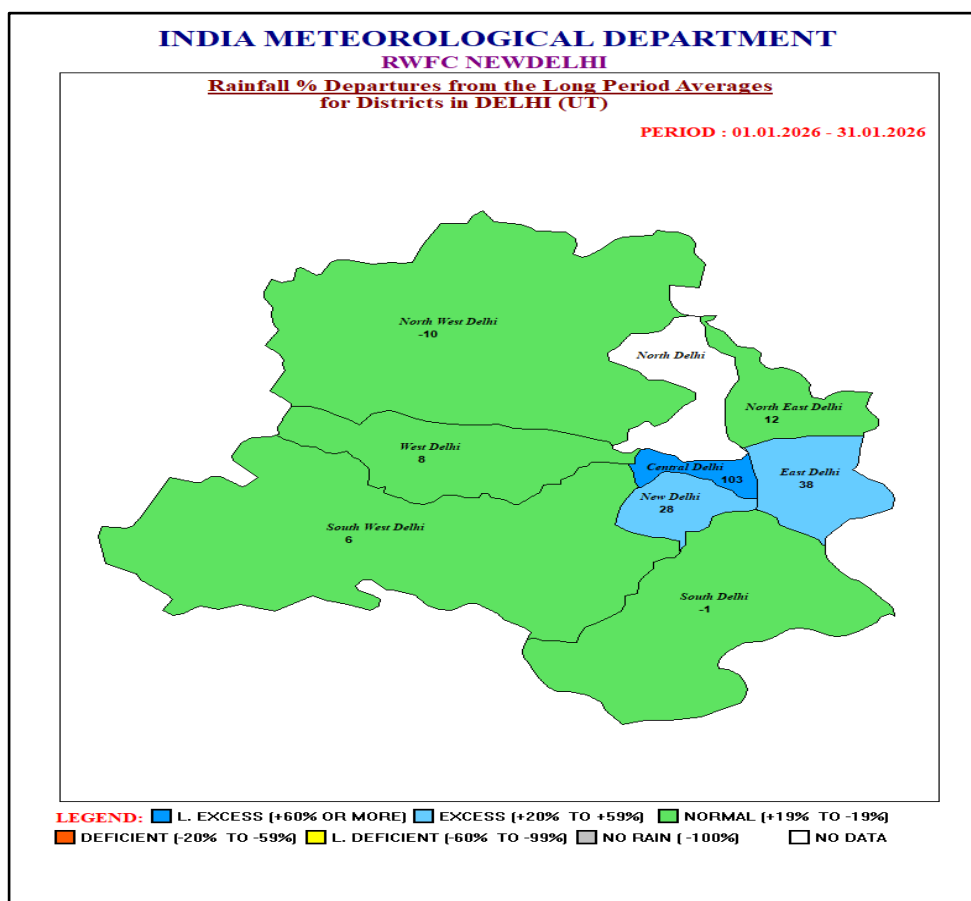 INDIA METEOROLOGICAL DEPARTMENT
RWFC NEWDELHI
Rainfall % Departures from the Long Period Averages
for Districts in DELHI (UT)
PERIOD : 01.01.2026 - 31.01.2026
North West Delhi
-10
North Delhi
North East Delhi
12
West Delhi
8
Central Delhi
103
East Delhi
38
New Delhi
28
South West Delhi
6
South Delhi
-1
LEGEND: L. EXCESS (+60% OR MORE) EXCESS (+20% TO +59%) NORMAL (+19% TO -19%)
DEFICIENT (-20% TO -59%) L. DEFICIENT (-60% TO -99%) NO RAIN (-100%) NO DATA